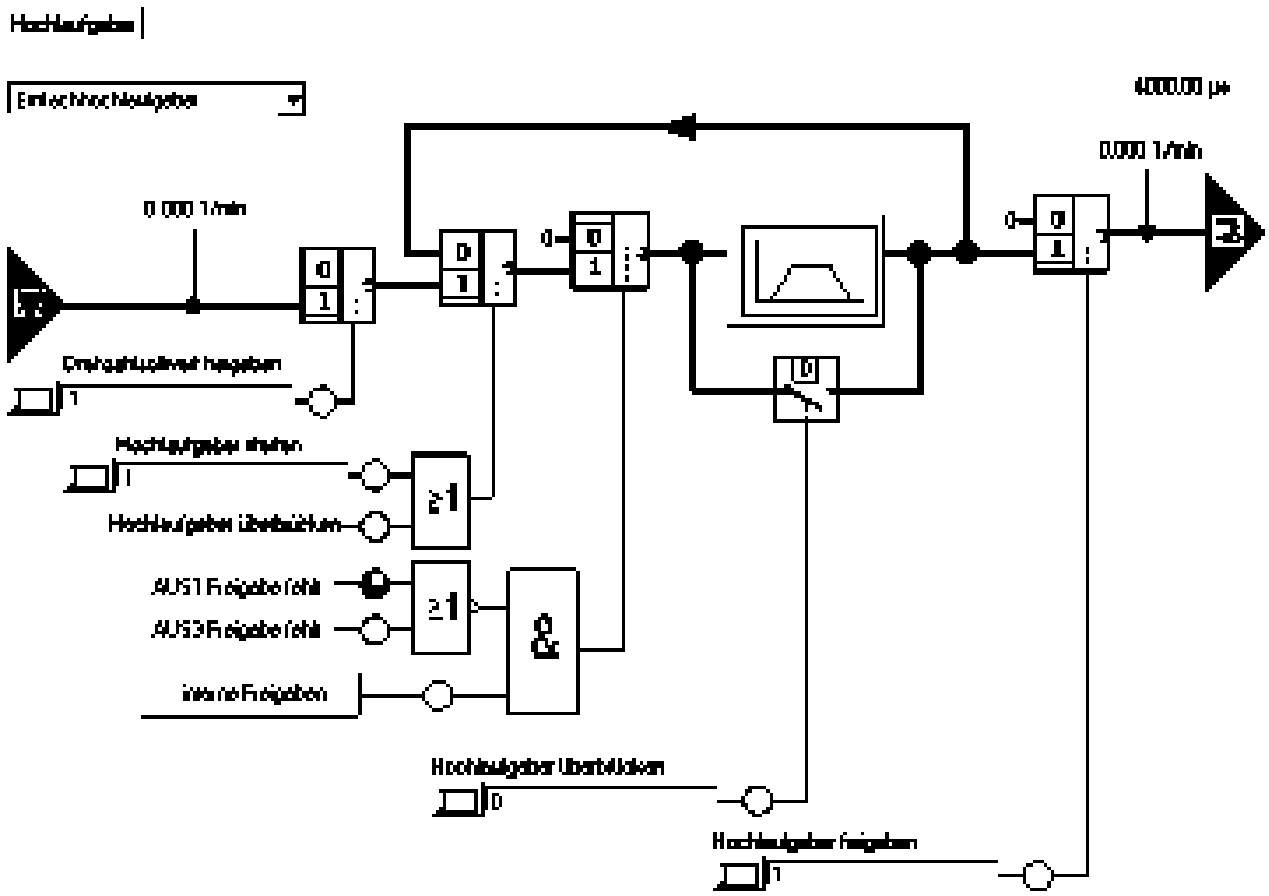 Hochlaufgeber
Einfachhochlaufgeber
4000.00 µs
0.000 1/min
0.000 1/min
0
1
0
1
0
0
1
0
0
1
Drehzahlsollwert freigeben
1
0
Hochlaufgeber starten
1
≥1
Hochlaufgeber überbrücken
AUS1 Freigabe fehlt
≥1
AUS3 Freigabe fehlt
&
interne Freigaben
Hochlaufgeber überbrücken
0
Hochlaufgeber freigeben
1